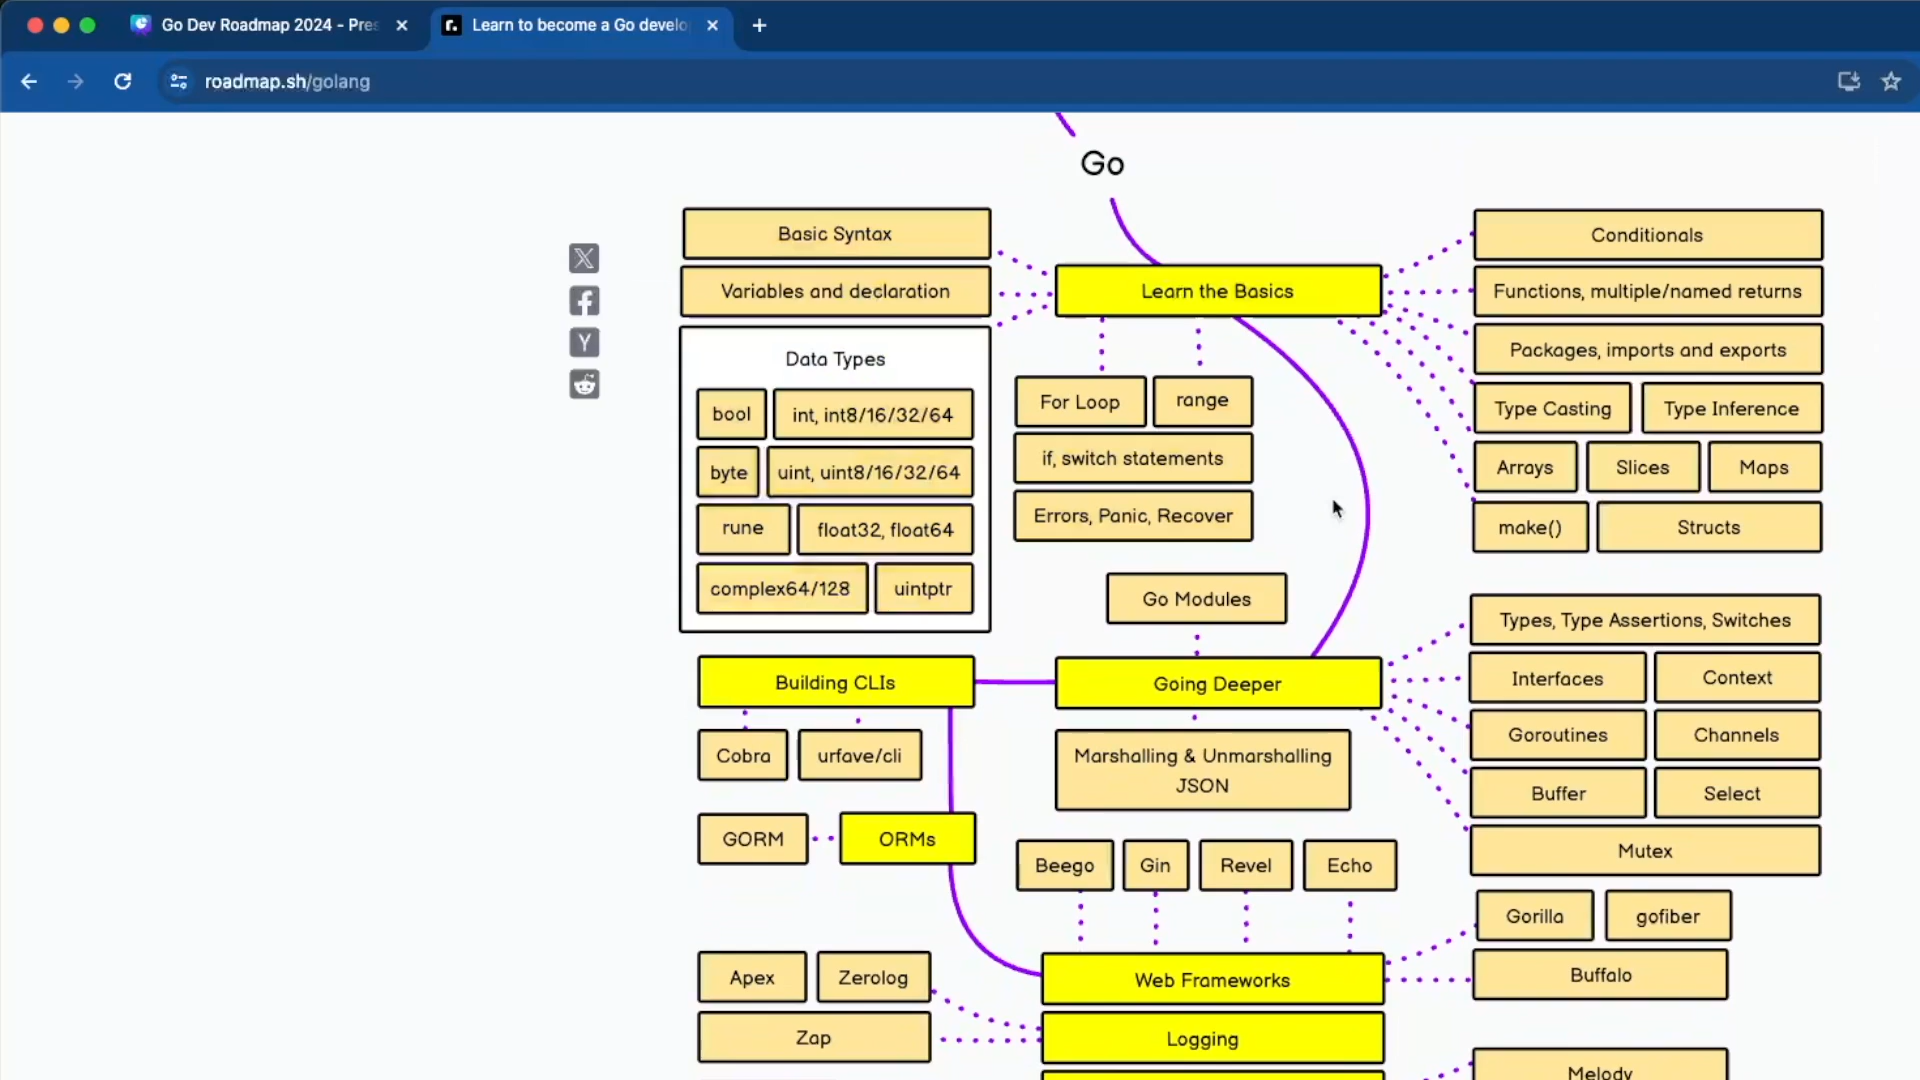 Go Dev Roadmap 2024 - Pres
Learn to become a Go develo
roadmap.sh/golang
Go
Basic Syntax
Variables and declaration
Learn the Basics
Conditionals
Functions, multiple/named returns
Packages, imports and exports
Type Casting
Type Inference
Arrays
Slices
Maps
make()
Structs
Data Types
bool
int, int8/16/32/64
byte
uint, uint8/16/32/64
rune
float32, float64
complex64/128
uintptr
For Loop
range
if, switch statements
Errors, Panic, Recover
Go Modules
Building CLIs
Going Deeper
Types, Type Assertions, Switches
Interfaces
Context
Goroutines
Channels
Buffer
Select
Mutex
Cobra
urfave/cli
Marshalling & Unmarshalling
JSON
GORM
ORMs
Beego
Gin
Revel
Echo
Gorilla
gofiber
Buffalo
Web Frameworks
Apex
Zerolog
Zap
Logging
Melody